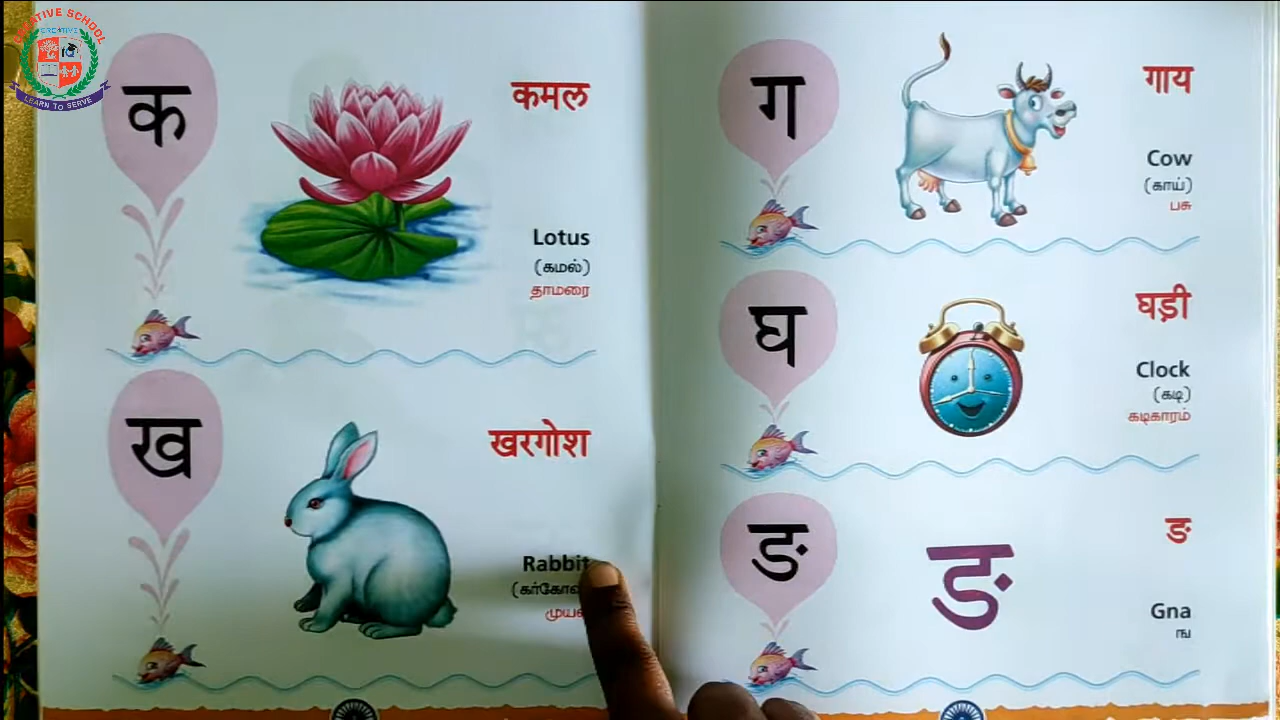 CREATIVE SCHOOL
CREATIVE
LEARN TO SERVE
क
कमल
Lotus
(கமல்)
தாமரை
ख
खरगोश
Rabbit
ग
गाय
Cow
(காய்)
பசு
घ
घड़ी
Clock
(கடி)
கடிகாரம்
ङ
ङ
ङ
Gna
ங